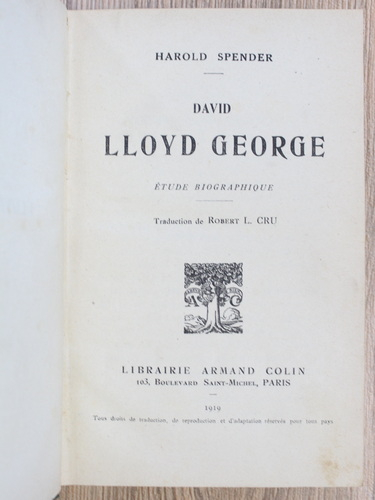 HAROLD SPENDER
DAVID
LLOYD GEORGE
ÉTUDE BIOGRAPHIQUE
Traduction de ROBERT L. CRU
LIBRAIRIE ARMAND COLIN
103, BOULEVARD SAINT-MICHEL, PARIS
1919
Tous droits de traduction, de reproduction et d'adaptation réservés pour tous pays